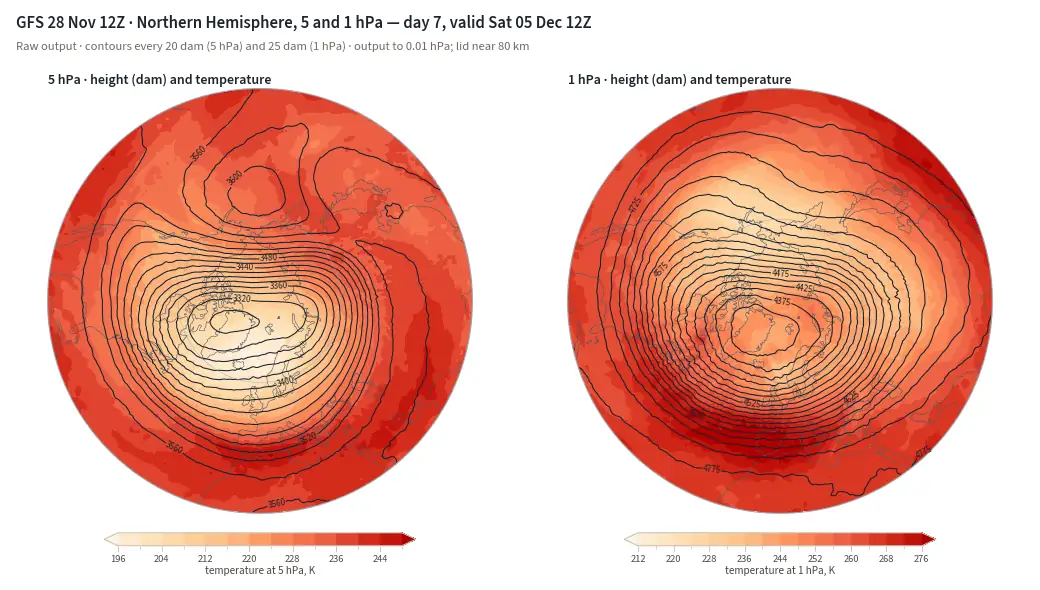 GFS 28 Nov 12Z · Northern Hemisphere, 5 and 1 hPa — day 7, valid Sat 05 Dec 12Z
Raw output · contours every 20 dam (5 hPa) and 25 dam (1 hPa) · output to 0.01 hPa; lid near 80 km
5 hPa · height (dam) and temperature
1 hPa · height (dam) and temperature
3560
3600
3480
3440
3360
3320
3400
3520
3560
3560
4725
4575
4475
4425
4375
4525
4625
4775
196 204 212 220 228 236 244
temperature at 5 hPa, K
212 220 228 236 244 252 260 268 276
temperature at 1 hPa, K